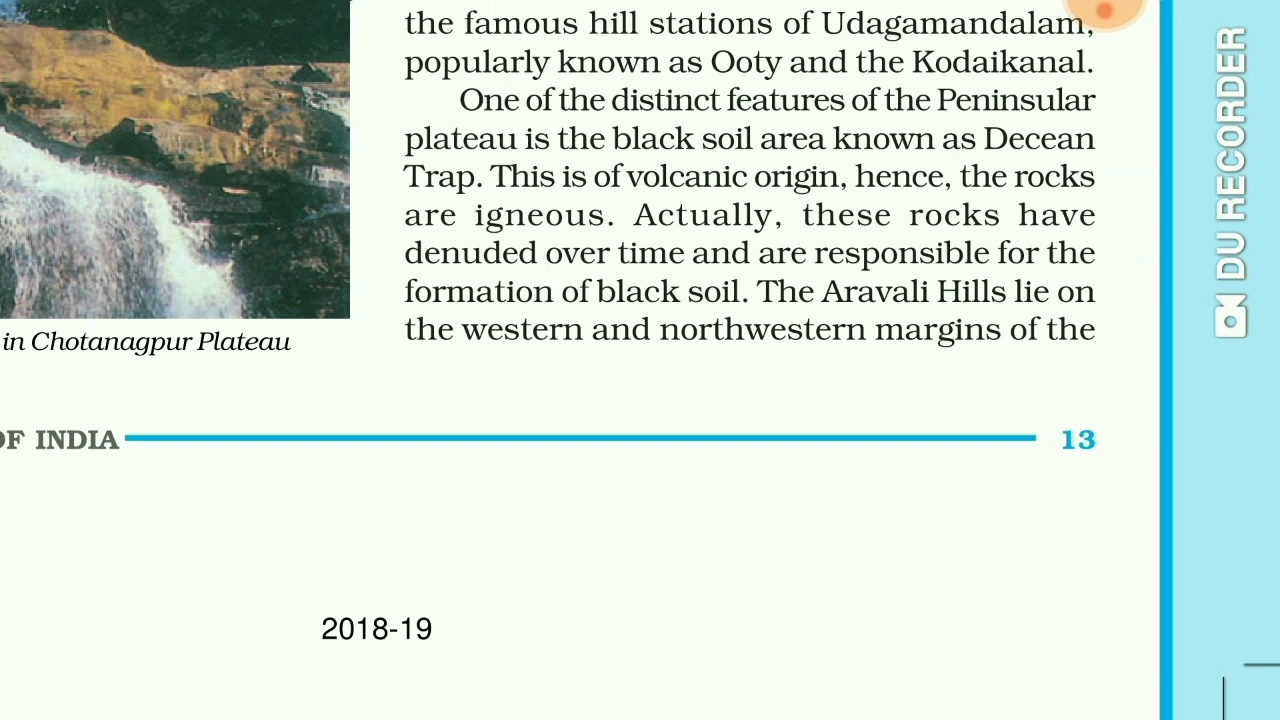 the famous hill stations of Udagamandalam,
popularly known as Ooty and the Kodaikanal.
One of the distinct features of the Peninsular
plateau is the black soil area known as Decean
Trap. This is of volcanic origin, hence, the rocks
are igneous. Actually, these rocks have
denuded over time and are responsible for the
formation of black soil. The Aravali Hills lie on
the western and northwestern margins of the
in Chotanagpur Plateau
OF INDIA
13
2018-19
DU RECORDER